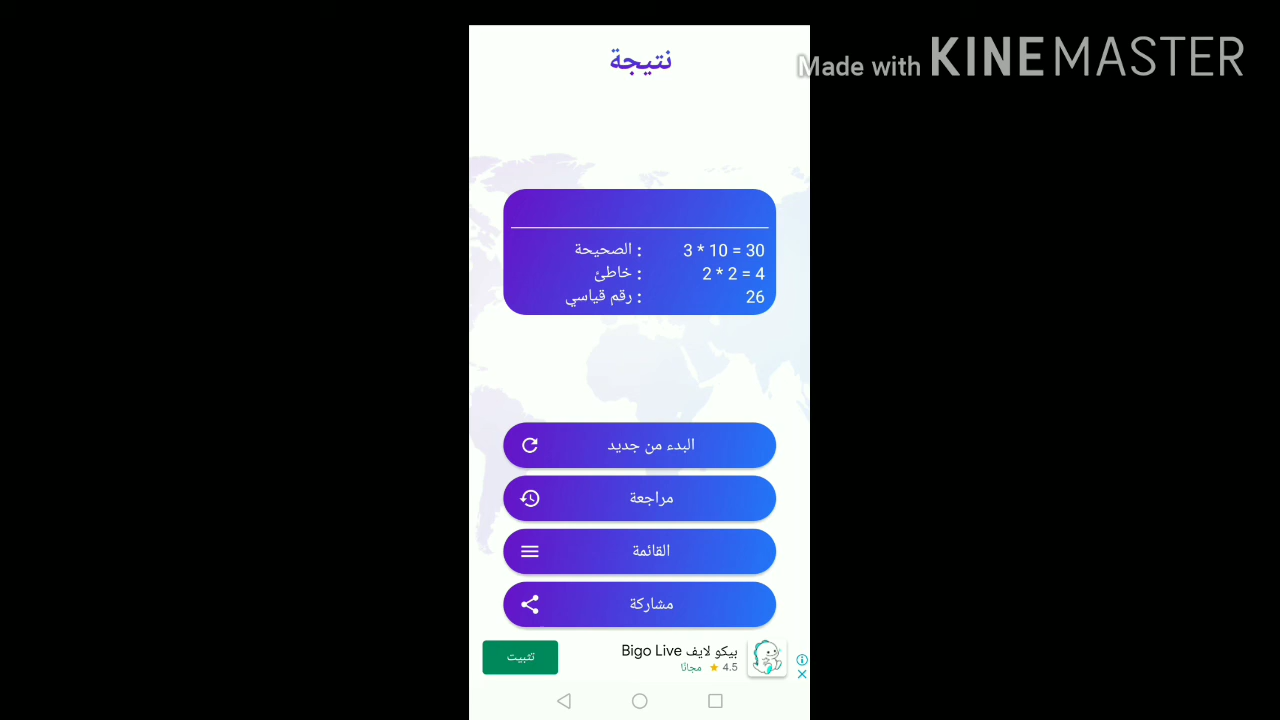 نتيجة
Made with KINEMASTER
الصحيحة : 3 * 10 = 30
خاطئ : 2 * 2 = 4
رقم قياسي : 26
البدء من جديد
مراجعة
القائمة
مشاركة
بيكو لايف Bigo Live
4.5 ★ مجانًا
تثبيت